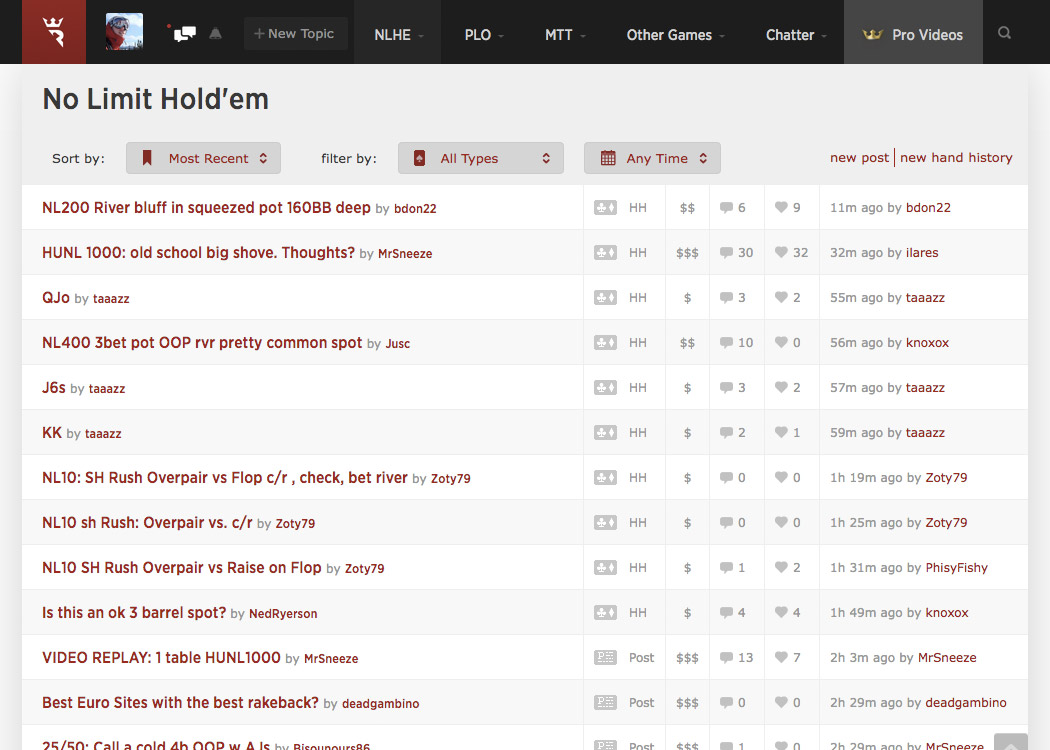 + New Topic NLHE PLO MTT Other Games Chatter Pro Videos
No Limit Hold'em
Sort by: Most Recent filter by: All Types Any Time new post new hand history
NL200 River bluff in squeezed pot 160BB deep by bdon22 HH $$ 6 9 11m ago by bdon22
HUNL 1000: old school big shove. Thoughts? by MrSneeze HH $$$ 30 32 32m ago by ilares
QJo by taaazz HH $ 3 2 55m ago by taaazz
NL400 3bet pot OOP rvr pretty common spot by Jusc HH $$ 10 0 56m ago by knoxox
J6s by taaazz HH $ 3 2 57m ago by taaazz
KK by taaazz HH $ 2 1 59m ago by taaazz
NL10: SH Rush Overpair vs Flop c/r , check, bet river by Zoty79 HH $ 0 0 1h 19m ago by Zoty79
NL10 sh Rush: Overpair vs. c/r by Zoty79 HH $ 0 0 1h 25m ago by Zoty79
NL10 SH Rush Overpair vs Raise on Flop by Zoty79 HH $ 1 2 1h 31m ago by PhisyFishy
Is this an ok 3 barrel spot? by NedRyerson HH $ 4 4 1h 49m ago by knoxox
VIDEO REPLAY: 1 table HUNL1000 by MrSneeze Post $$$ 13 7 2h 3m ago by MrSneeze
Best Euro Sites with the best rakeback? by deadgambino Post $$$ 0 0 2h 29m ago by deadgambino
25/50: Call a cold 4b OOP w AJs by Bisounours86 Post $$$ 1 0 2h 29m ago by MrSneeze